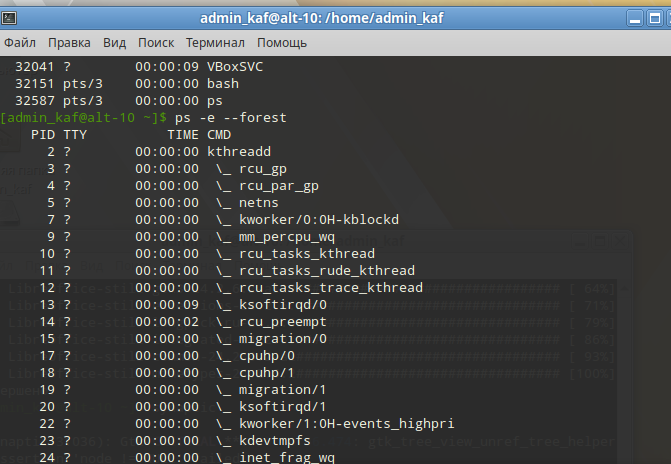 admin_kaf@alt-10: /home/admin_kaf
Файл Правка Вид Поиск Терминал Помощь
32041 ? 00:00:09 VBoxSVC
32151 pts/3 00:00:00 bash
32587 pts/3 00:00:00 ps
[admin_kaf@alt-10 ~]$ ps -e --forest
PID TTY TIME CMD
2 ? 00:00:00 kthreadd
3 ? 00:00:00 \_ rcu_gp
4 ? 00:00:00 \_ rcu_par_gp
5 ? 00:00:00 \_ netns
7 ? 00:00:00 \_ kworker/0:0H-kblockd
9 ? 00:00:00 \_ mm_percpu_wq
10 ? 00:00:00 \_ rcu_tasks_kthread
11 ? 00:00:00 \_ rcu_tasks_rude_kthread
12 ? 00:00:00 \_ rcu_tasks_trace_kthread
13 ? 00:00:09 \_ ksoftirqd/0
14 ? 00:00:02 \_ rcu_preempt
15 ? 00:00:00 \_ migration/0
17 ? 00:00:00 \_ cpuhp/0
18 ? 00:00:00 \_ cpuhp/1
19 ? 00:00:00 \_ migration/1
20 ? 00:00:00 \_ ksoftirqd/1
22 ? 00:00:00 \_ kworker/1:0H-events_highpri
23 ? 00:00:00 \_ kdevtmpfs
24 ? 00:00:00 \_ inet_frag_wq